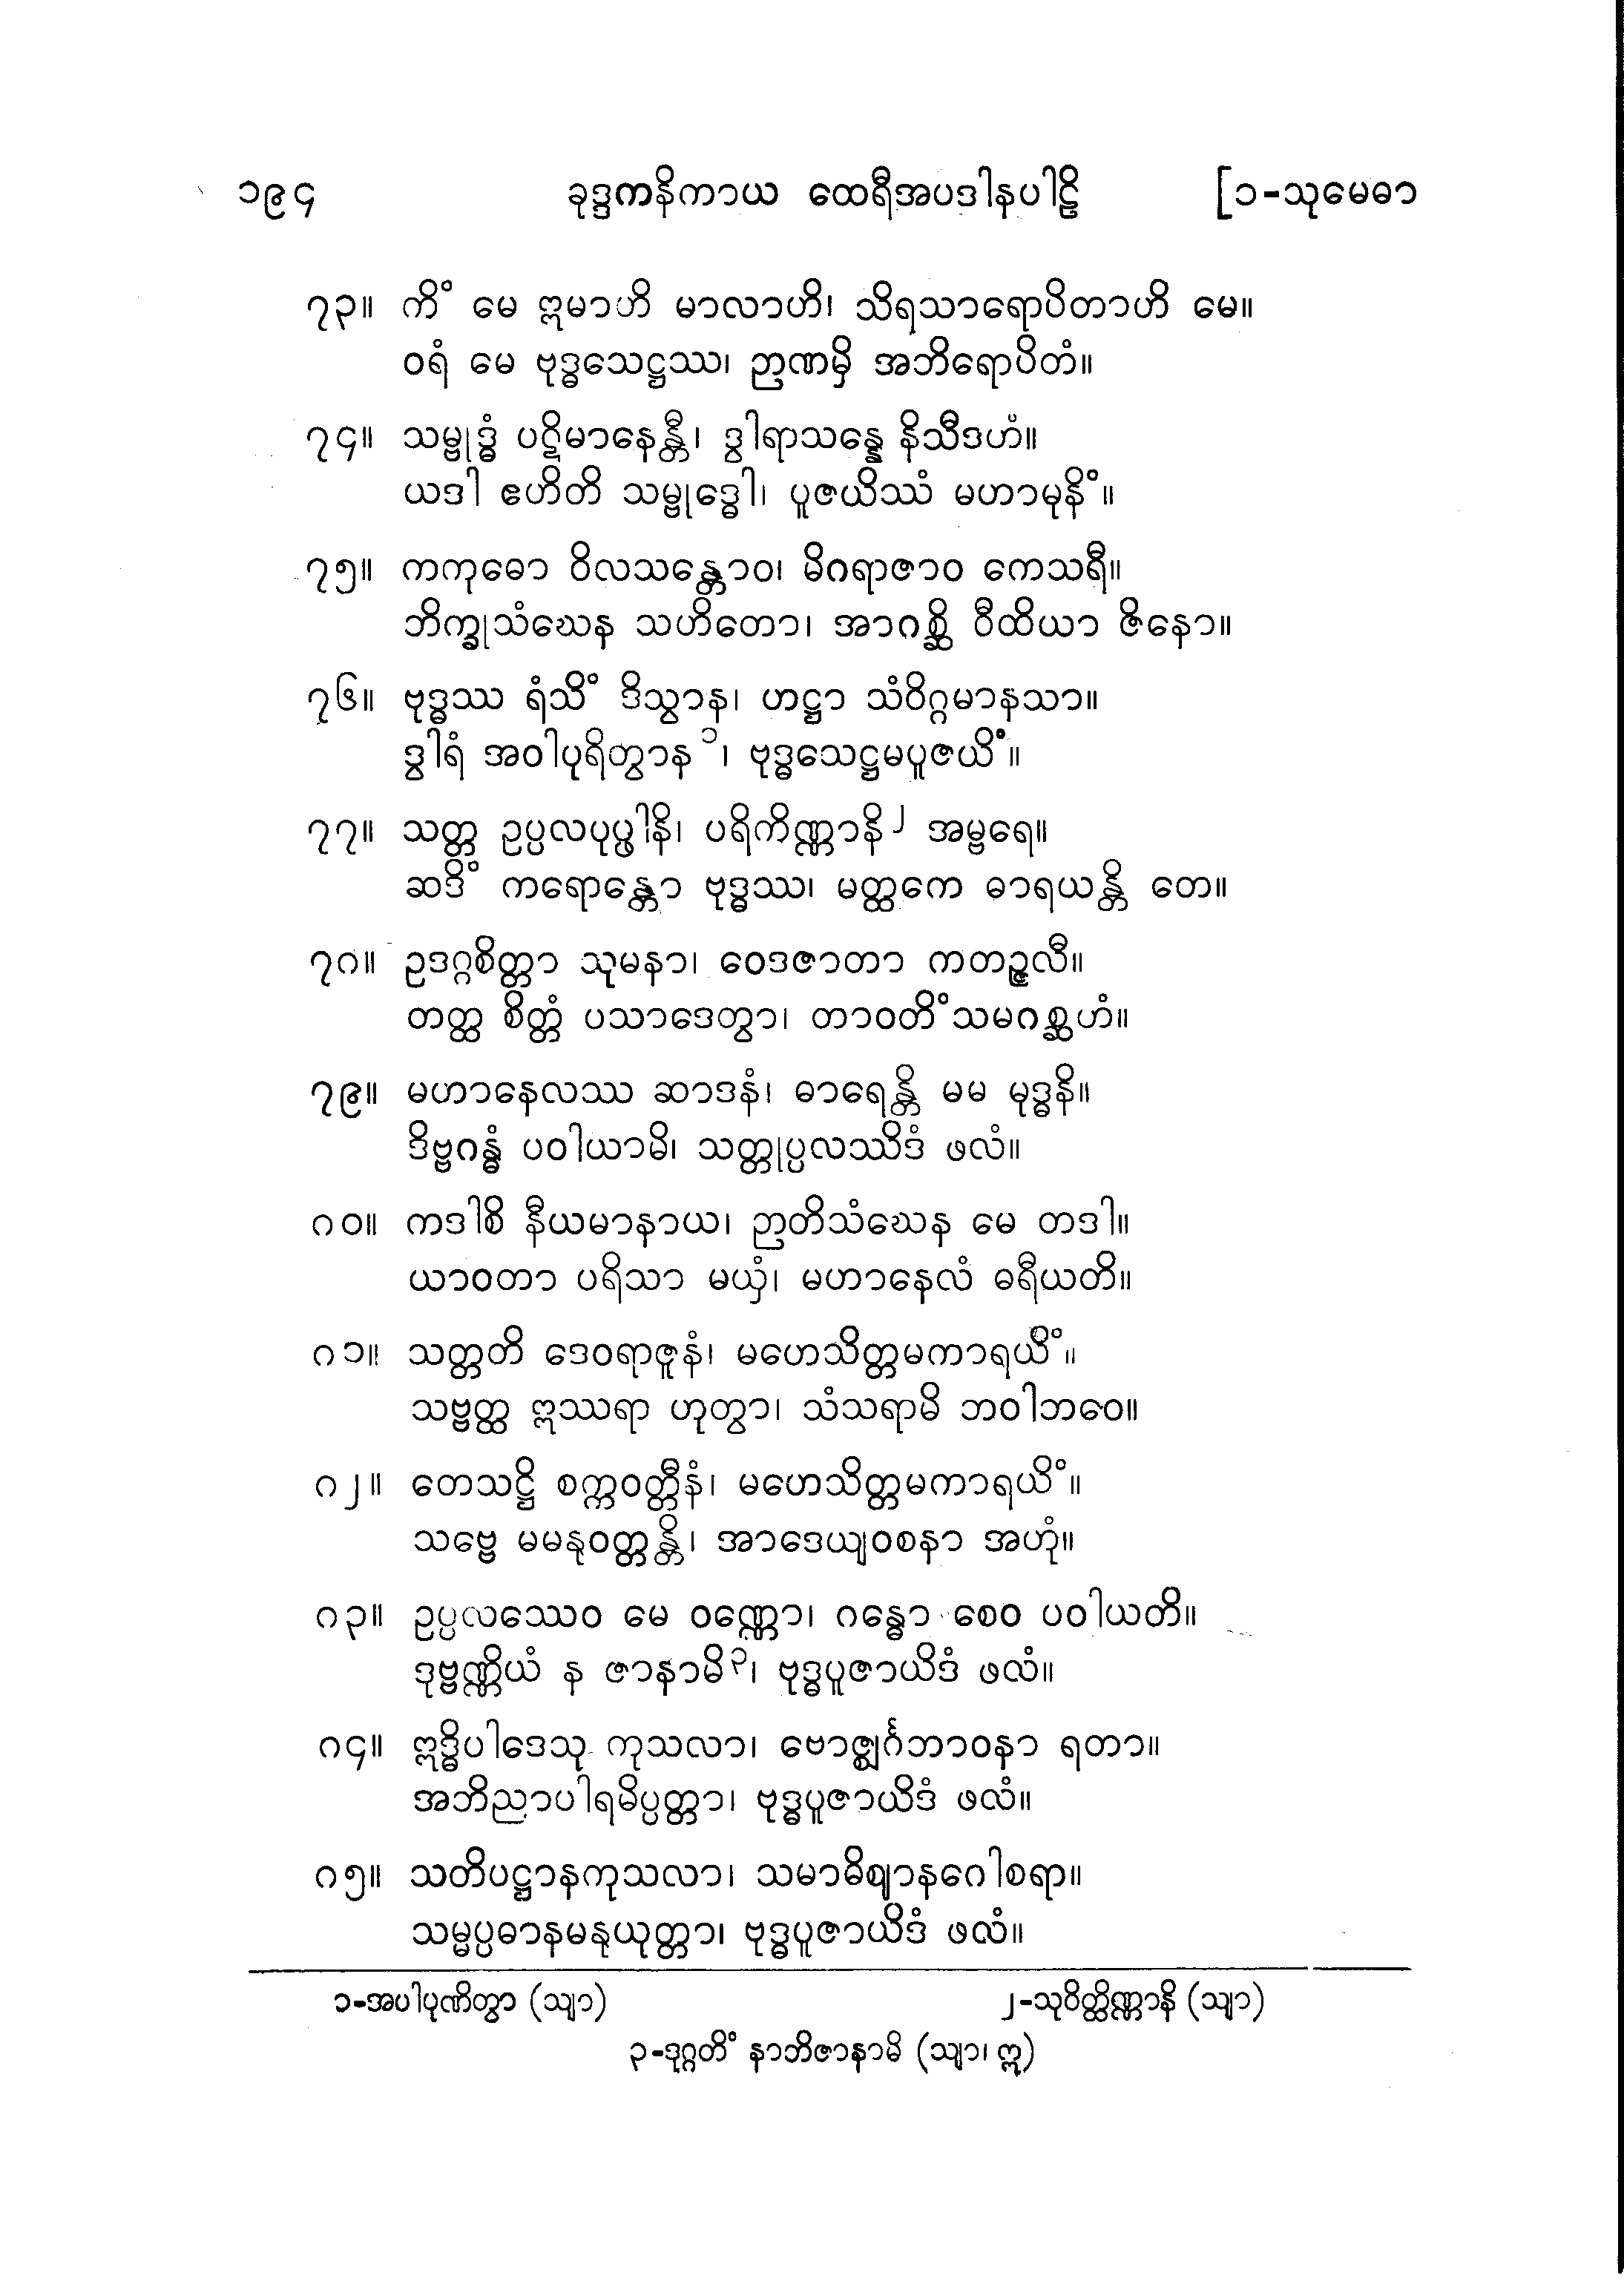 ၁၉၄ ခုဒ္ဒကနိကာယ ထေရီအပဒါနပါဠိ [၁-သုမေဓာ
၇၃။ ကိံ မေ ဣမာဟိ မာလာဟိ၊ သိရသာရောပိတာဟိ မေ။
ဝရံ မေ ဗုဒ္ဓသေဋ္ဌဿ၊ ဉာဏမှိ အဘိရောပိတံ။
၇၄။ သမ္ဗုဒ္ဓံ ပဋိမာနေန္တီ၊ ဒွါရာသန္နေ နိသီဒဟံ။
ယဒါ ဧဟိတိ သမ္ဗုဒ္ဓေါ၊ ပူဇယိဿံ မဟာမုနိံ။
၇၅။ ကကုဓော ဝိလသန္တောဝ၊ မိဂရာဇာဝ ကေသရီ။
ဘိက္ခုသံဃေန သဟိတော၊ အာဂစ္ဆိ ဝီထိယာ ဇိနော။
၇၆။ ဗုဒ္ဓဿ ရံသိံ ဒိသွာန၊ ဟဋ္ဌာ သံဝိဂ္ဂမာနသာ။
ဒွါရံ အဝါပုရိတွာန ၁၊ ဗုဒ္ဓသေဋ္ဌမပူဇယိံ။
၇၇။ သတ္တ ဥပ္ပလပုပ္ဖါနိ၊ ပရိကိဏ္ဏာနိ ၂ အမ္ဗရေ။
ဆဒိံ ကရောန္တော ဗုဒ္ဓဿ၊ မတ္ထကေ ဓာရယန္တိ တေ။
၇၈။ ဥဒဂ္ဂစိတ္တာ သုမနာ၊ ဝေဒဇာတာ ကတဉ္ဇလီ။
တတ္ထ စိတ္တံ ပသာဒေတွာ၊ တာဝတိံသမဂစ္ဆဟံ။
၇၉။ မဟာနေလဿ ဆာဒနံ၊ ဓာရေန္တိ မမ မုဒ္ဓနိ။
ဒိဗ္ဗဂန္ဓံ ပဝါယာမိ၊ သတ္တုပ္ပလဿိဒံ ဖလံ။
၈၀။ ကဒါစိ နီယမာနာယ၊ ဉာတိသံဃေန မေ တဒါ။
ယာဝတာ ပရိသာ မယှံ၊ မဟာနေလံ ဓရီယတိ။
၈၁။ သတ္တတိ ဒေဝရာဇူနံ၊ မဟေသိတ္တမကာရယိံ။
သဗ္ဗတ္ထ ဣဿရာ ဟုတွာ၊ သံသရာမိ ဘဝါဘဝေ။
၈၂။ တေသဋ္ဌိ စက္ကဝတ္တီနံ၊ မဟေသိတ္တမကာရယိံ။
သဗ္ဗေ မမနုဝတ္တန္တိ၊ အာဒေယျဝစနာ အဟုံ။
၈၃။ ဥပ္ပလဿေဝ မေ ဝဏ္ဏော၊ ဂန္ဓော စေဝ ပဝါယတိ။
ဒုဗ္ဗဏ္ဏိယံ န ဇာနာမိ ၃၊ ဗုဒ္ဓပူဇာယိဒံ ဖလံ။
၈၄။ ဣဒ္ဓိပါဒေသု ကုသလာ၊ ဗောဇ္ဈင်္ဂဘာဝနာ ရတာ။
အဘိညာပါရမိပ္ပတ္တာ၊ ဗုဒ္ဓပူဇာယိဒံ ဖလံ။
၈၅။ သတိပဋ္ဌာနကုသလာ၊ သမာဓိဈာနဂေါစရာ။
သမ္မပ္ပဓာနမနုယုတ္တာ၊ ဗုဒ္ဓပူဇာယိဒံ ဖလံ။
၁-အပါပုဏိတွာ (သျာ) ၂-သုဝိတ္ထိဏ္ဏာနိ (သျာ)
၃-ဒုဂ္ဂတိံ နာဘိဇာနာမိ (သျာ၊ ဣ)